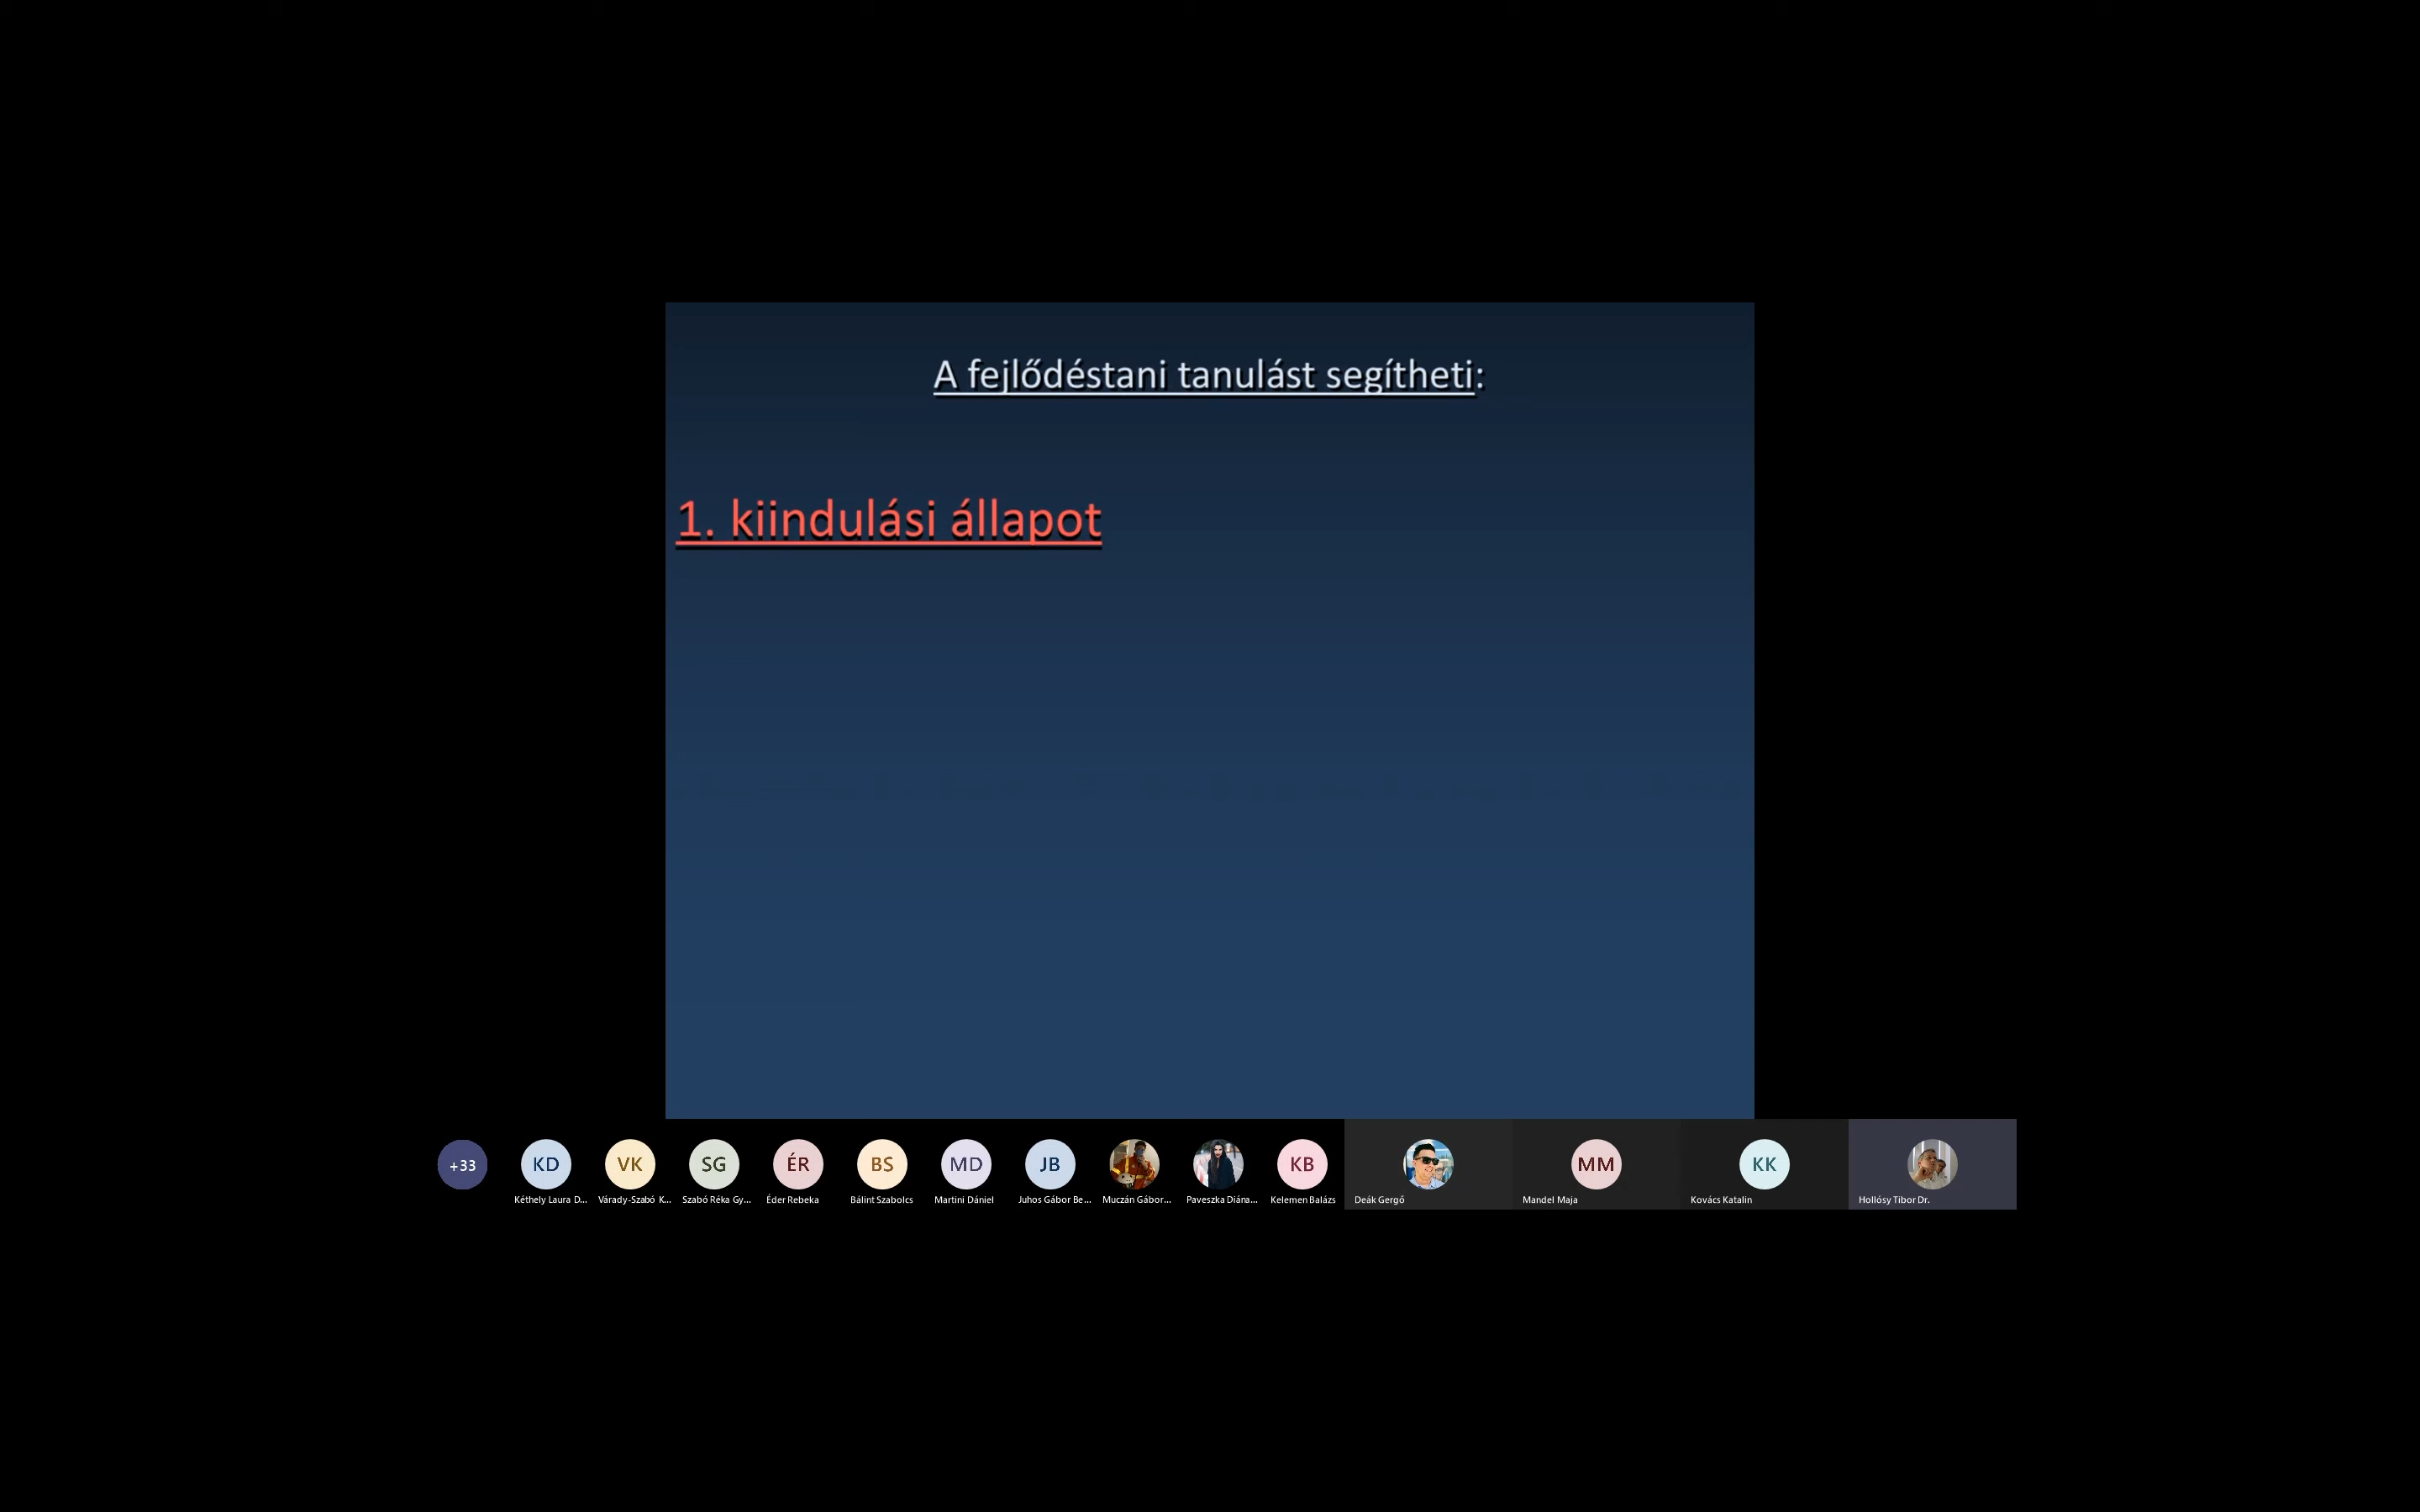 A fejlődéstani tanulást segítheti:
1. kiindulási állapot
+33
KD
VK
SG
ÉR
BS
MD
JB
KB
MM
KK
Kéthely Laura D...
Várady-Szabó K...
Szabó Réka Gy...
Éder Rebeka
Bálint Szabolcs
Martini Dániel
Juhos Gábor Be...
Muczán Gábor...
Paveszka Diána...
Kelemen Balázs
Deák Gergő
Mandel Maja
Kovács Katalin
Hollósy Tibor Dr.